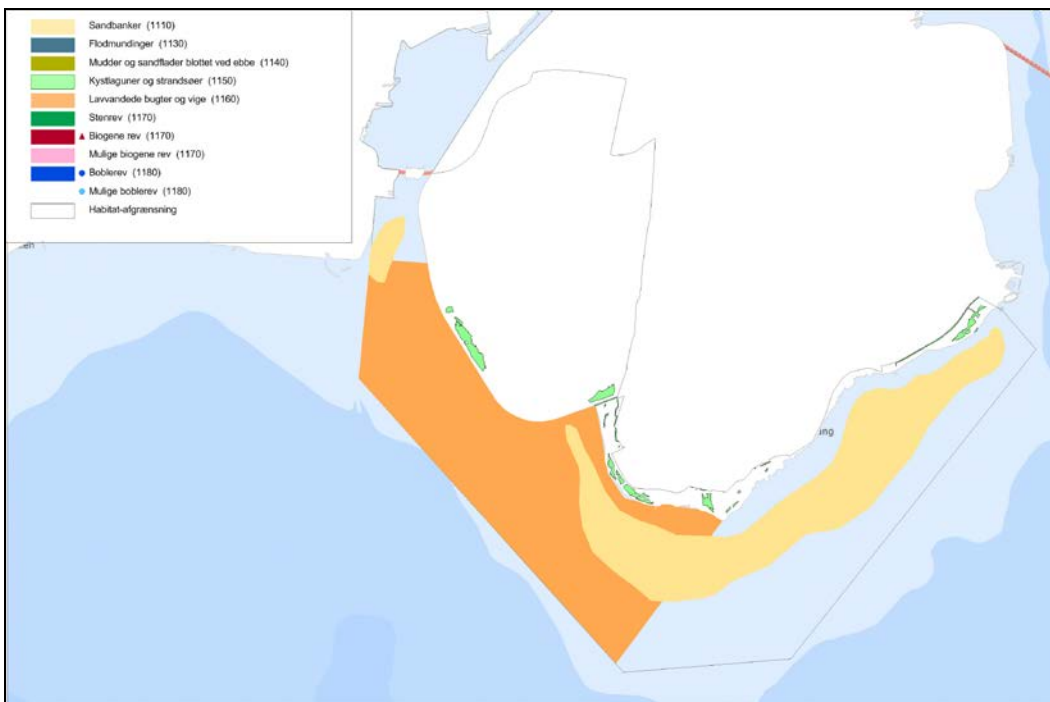 Sandbanker (1110)
Flodmundinger (1130)
Mudder og sandflader blottet ved ebbe (1140)
Kystlaguner og strandsøer (1150)
Lavvandede bugter og vige (1160)
Stenrev (1170)
Biogene rev (1170)
Mulige biogene rev (1170)
Boblerev (1180)
Mulige boblerev (1180)
Habitat-afgrænsning